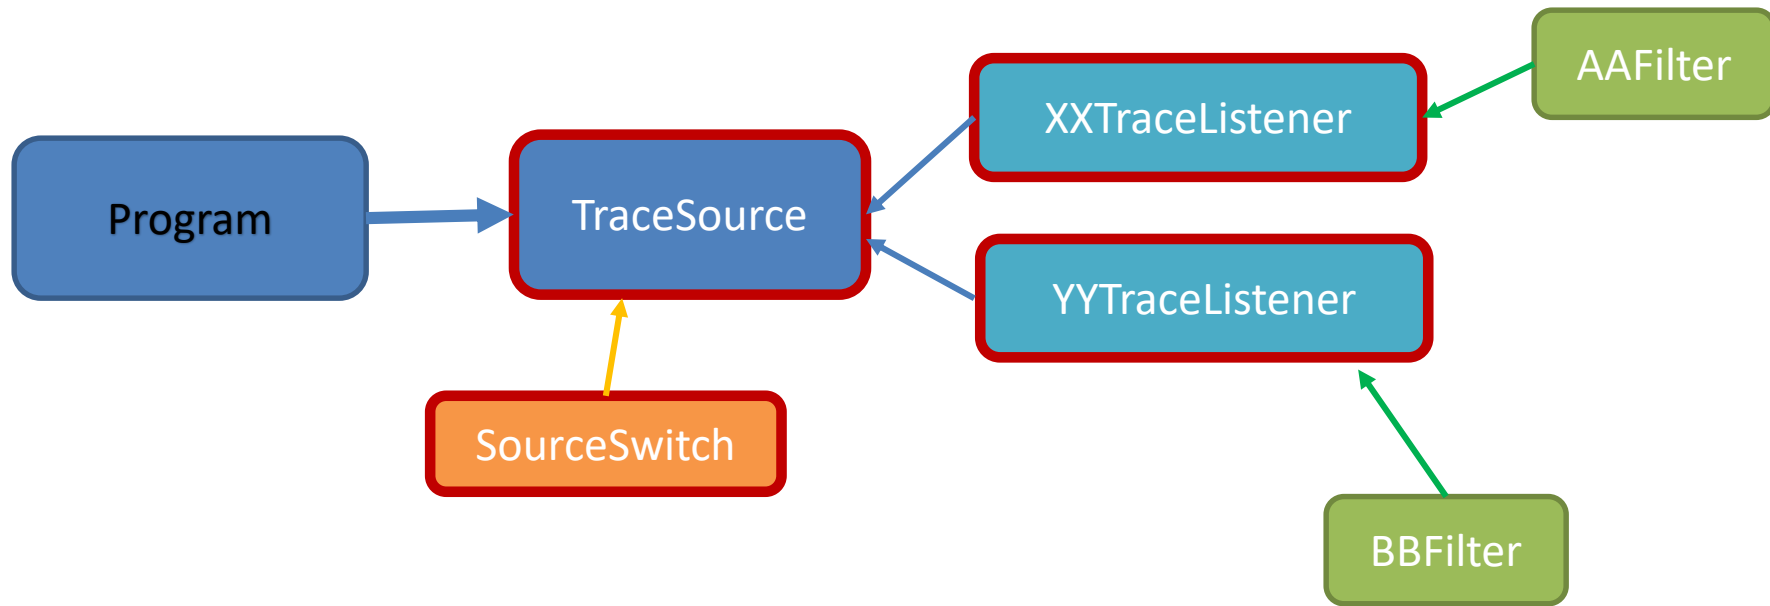 AAFilter
XXTraceListener
Program
TraceSource
YYTraceListener
SourceSwitch
BBFilter